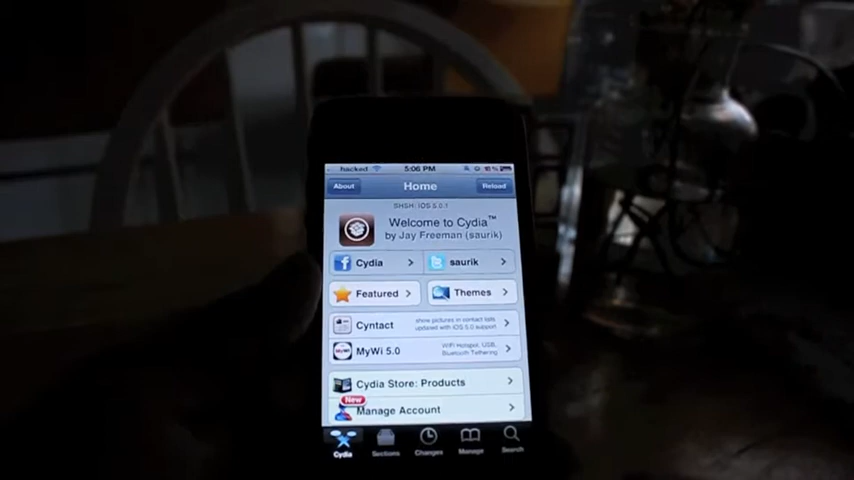 hacked 5:06 PM
About Home Reload
SHSH: iOS 5.0.1
Welcome to Cydia™
by Jay Freeman (saurik)
Cydia saurik
Featured Themes
Cyntact show pictures in contact lists
updated with iOS 5.0 support
MyWi 5.0 WiFi Hotspot, USB,
Bluetooth Tethering
MyWi
Cydia Store: Products
New
Manage Account
Cydia Sections Changes Manage Search